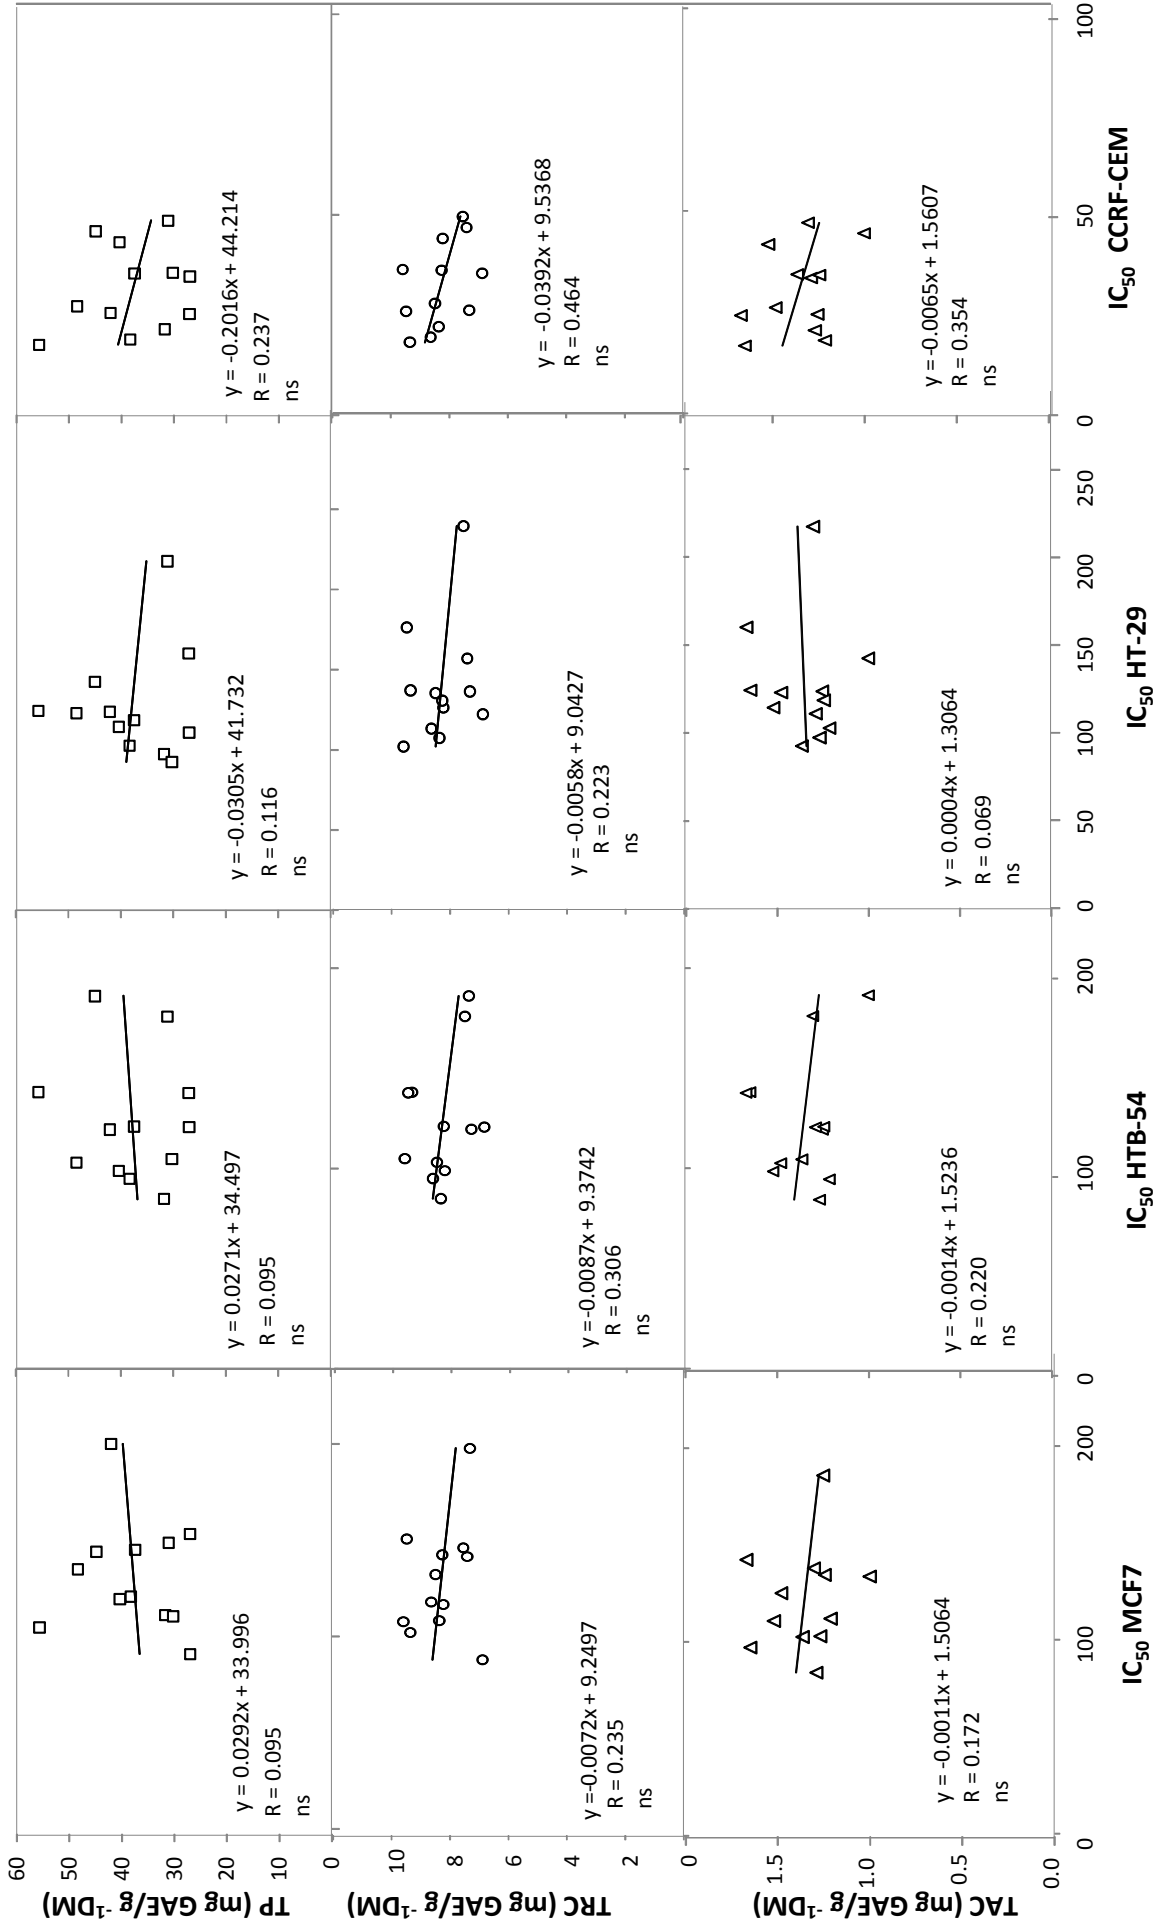 TP (mg GAE/g⁻¹DM)
60
50
40
30
20
10
0
y = 0.0292x + 33.996
R = 0.095
ns
y = 0.0271x + 34.497
R = 0.095
ns
y = -0.0305x + 41.732
R = 0.116
ns
y = -0.2016x + 44.214
R = 0.237
ns
TRC (mg GAE/g⁻¹DM)
10
8
6
4
2
0
y =-0.0072x + 9.2497
R = 0.235
ns
y =-0.0087x + 9.3742
R = 0.306
ns
y = -0.0058x + 9.0427
R = 0.223
ns
y = -0.0392x + 9.5368
R = 0.464
ns
TAC (mg GAE/g⁻¹DM)
1.5
1.0
0.5
0.0
y = -0.0011x + 1.5064
R = 0.172
ns
y = -0.0014x + 1.5236
R = 0.220
ns
y = 0.0004x + 1.3064
R = 0.069
ns
y = -0.0065x + 1.5607
R = 0.354
ns
0 100 200
0 100 200
0 50 100 150 200 250
0 50 100
IC₅₀ MCF7
IC₅₀ HTB-54
IC₅₀ HT-29
IC₅₀ CCRF-CEM